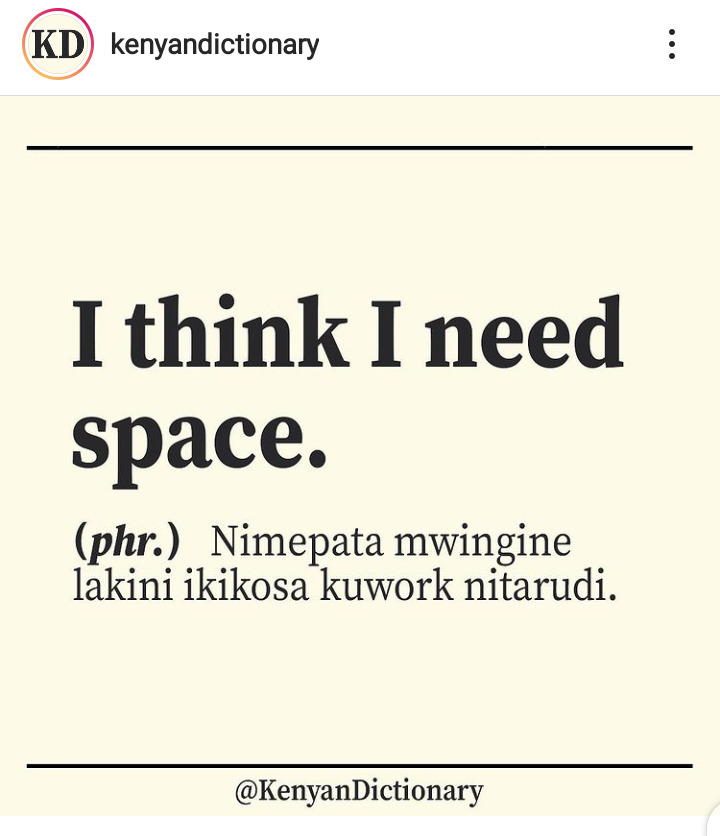 KD kenyandictionary
I think I need
space.
(phr.) Nimepata mwingine
lakini ikikosa kuwork nitarudi.
@KenyanDictionary